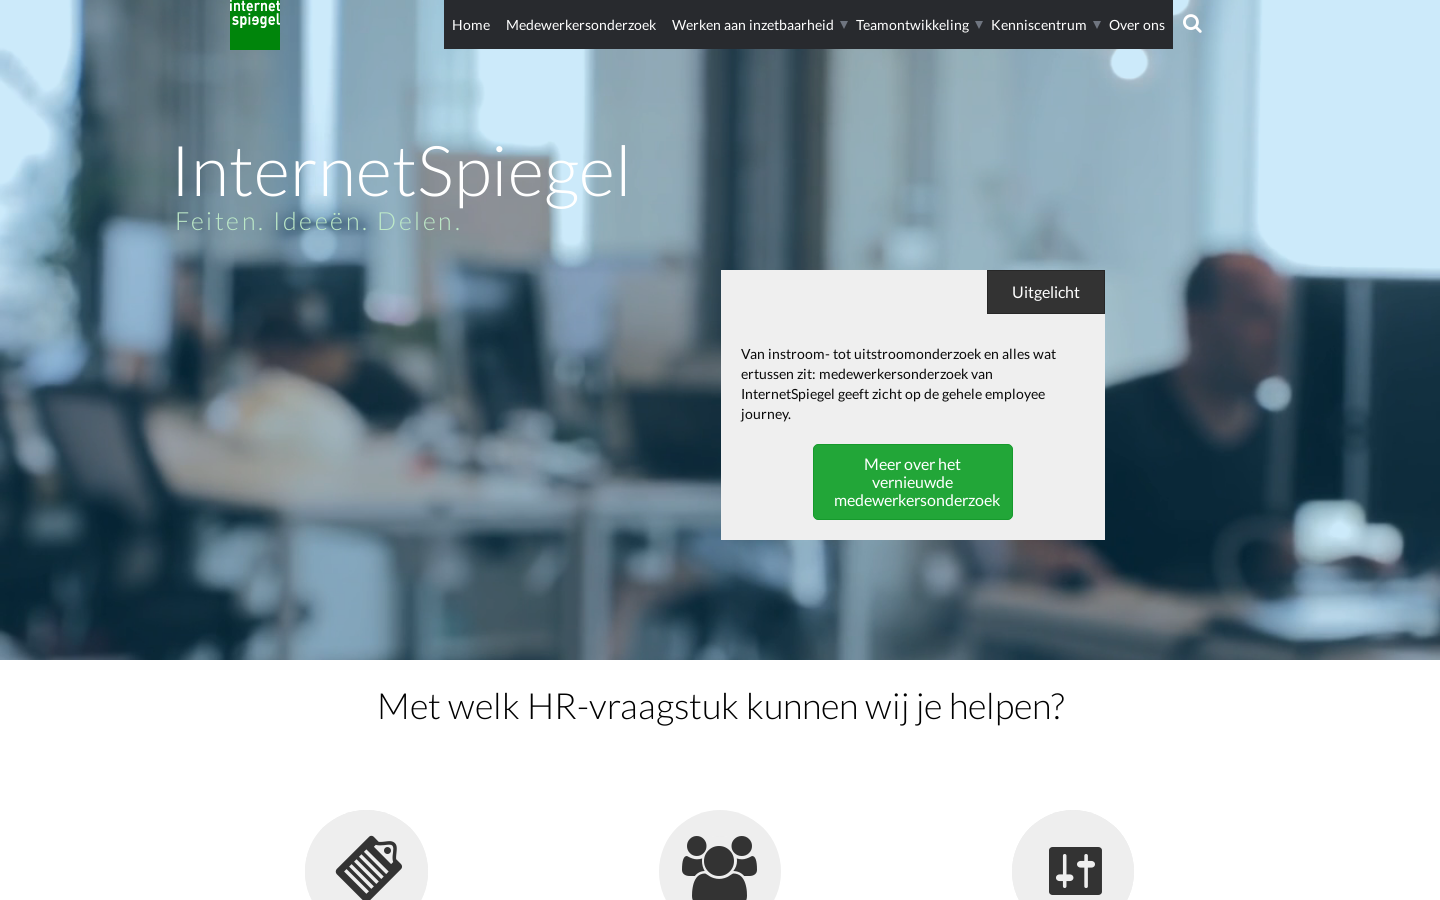 internet
spiegel
Home
Medewerkersonderzoek
Werken aan inzetbaarheid
Teamontwikkeling
Kenniscentrum
Over ons
InternetSpiegel
Feiten. Ideeën. Delen.
Uitgelicht
Van instroom- tot uitstroomonderzoek en alles wat
ertussen zit: medewerkersonderzoek van
InternetSpiegel geeft zicht op de gehele employee
journey.
Meer over het
vernieuwde
medewerkersonderzoek
Met welk HR-vraagstuk kunnen wij je helpen?